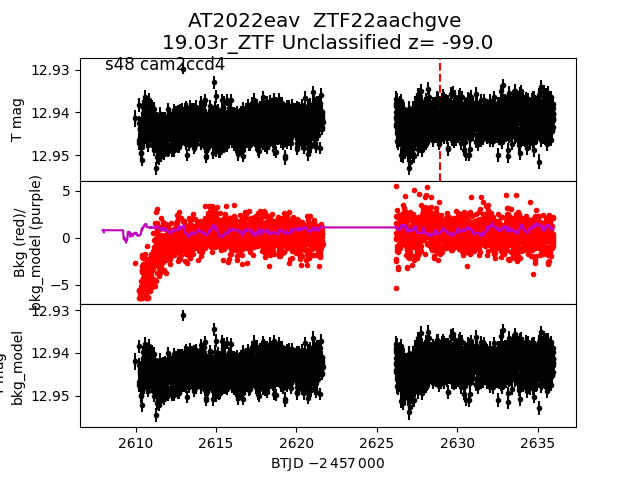 AT2022eav  ZTF22aachgve
19.03r_ZTF Unclassified z= -99.0
s48 cam2ccd4
T mag
12.93
12.94
12.95
Bkg (red)/
bkg_model (purple)
5
0
−5
bkg_model
12.93
12.94
12.95
2610
2615
2620
2625
2630
2635
BTJD −2 457 000